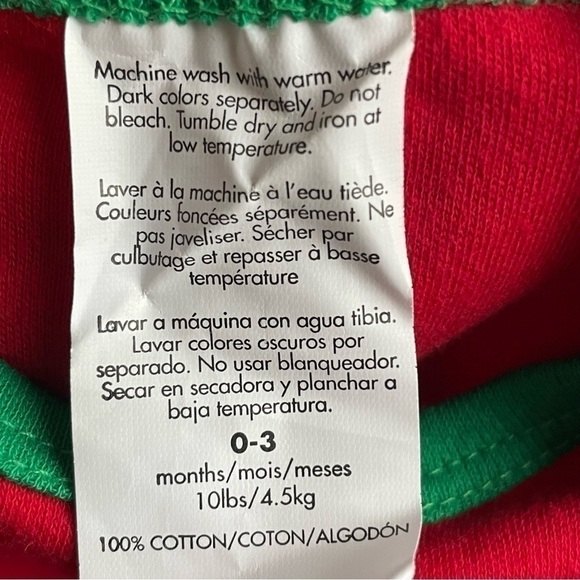 Machine wash with warm water.
Dark colors separately. Do not
bleach. Tumble dry and iron at
low temperature.
Laver à la machine à l'eau tiède.
Couleurs foncées séparément. Ne
pas javeliser. Sécher par
culbutage et repasser à basse
température
Lavar a máquina con agua tibia.
Lavar colores oscuros por
separado. No usar blanqueador.
Secar en secadora y planchar a
baja temperatura.
0-3
months/mois/meses
10lbs/4.5kg
100% COTTON/COTON/ALGODÓN